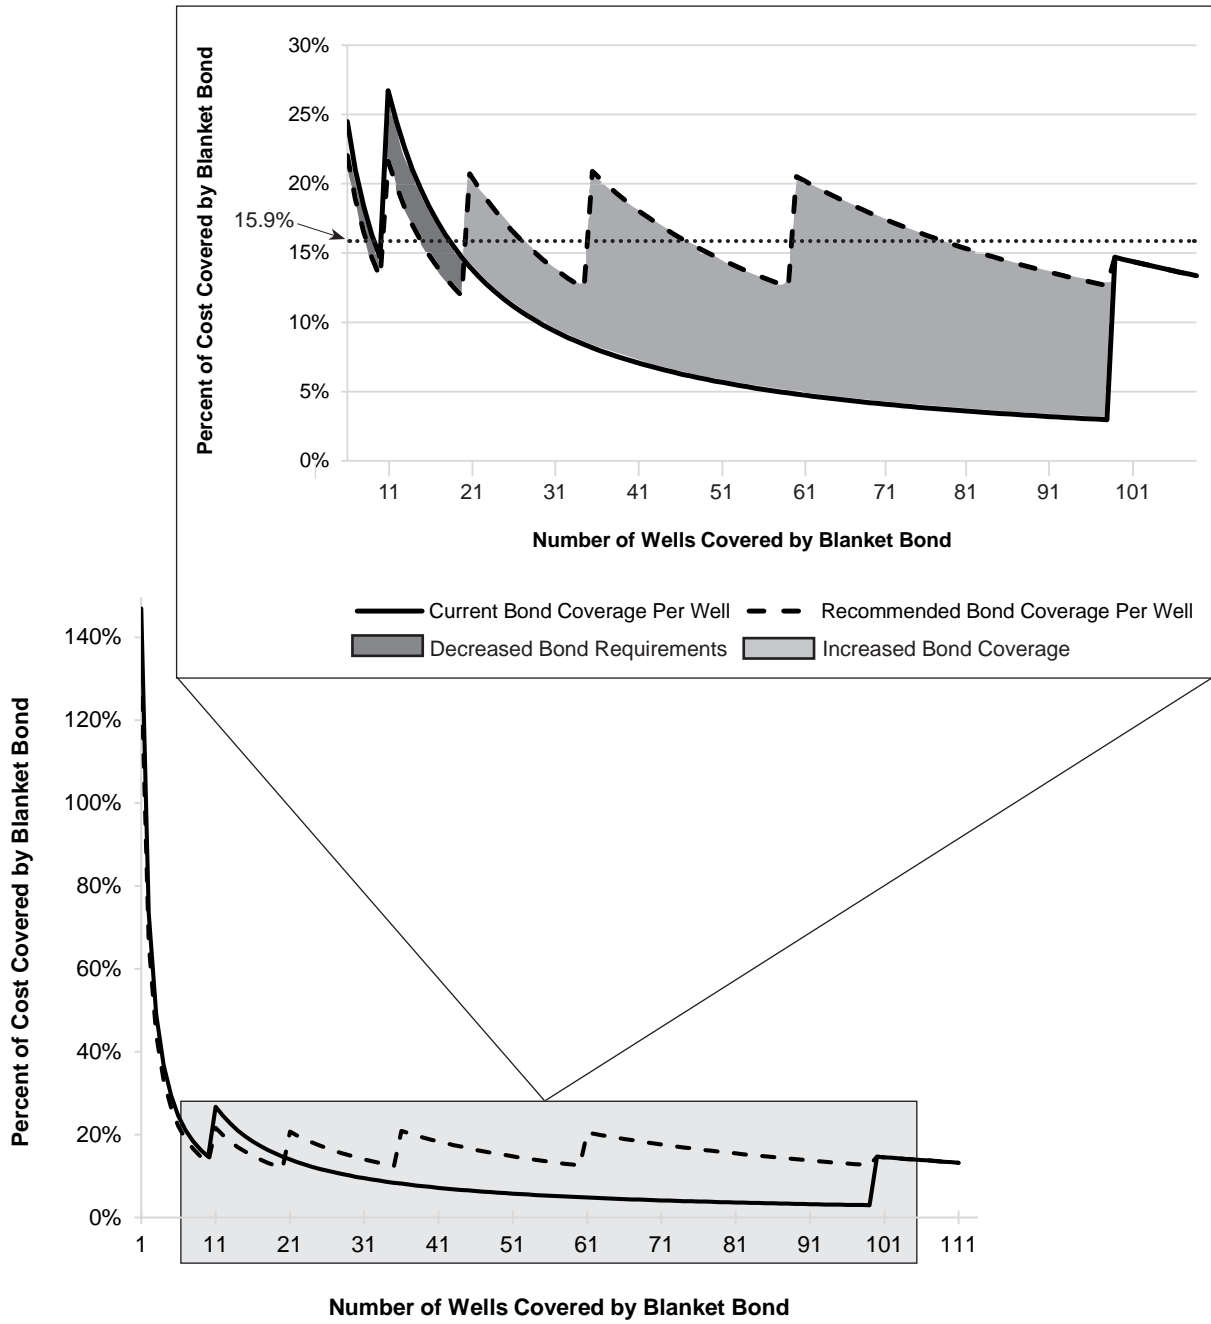 Percent of Cost Covered by Blanket Bond
30%
25%
20%
15.9%
15%
10%
5%
0%
11 21 31 41 51 61 71 81 91 101
Number of Wells Covered by Blanket Bond
Current Bond Coverage Per Well Recommended Bond Coverage Per Well
Decreased Bond Requirements Increased Bond Coverage
Percent of Cost Covered by Blanket Bond
140%
120%
100%
80%
60%
40%
20%
0%
1 11 21 31 41 51 61 71 81 91 101 111
Number of Wells Covered by Blanket Bond